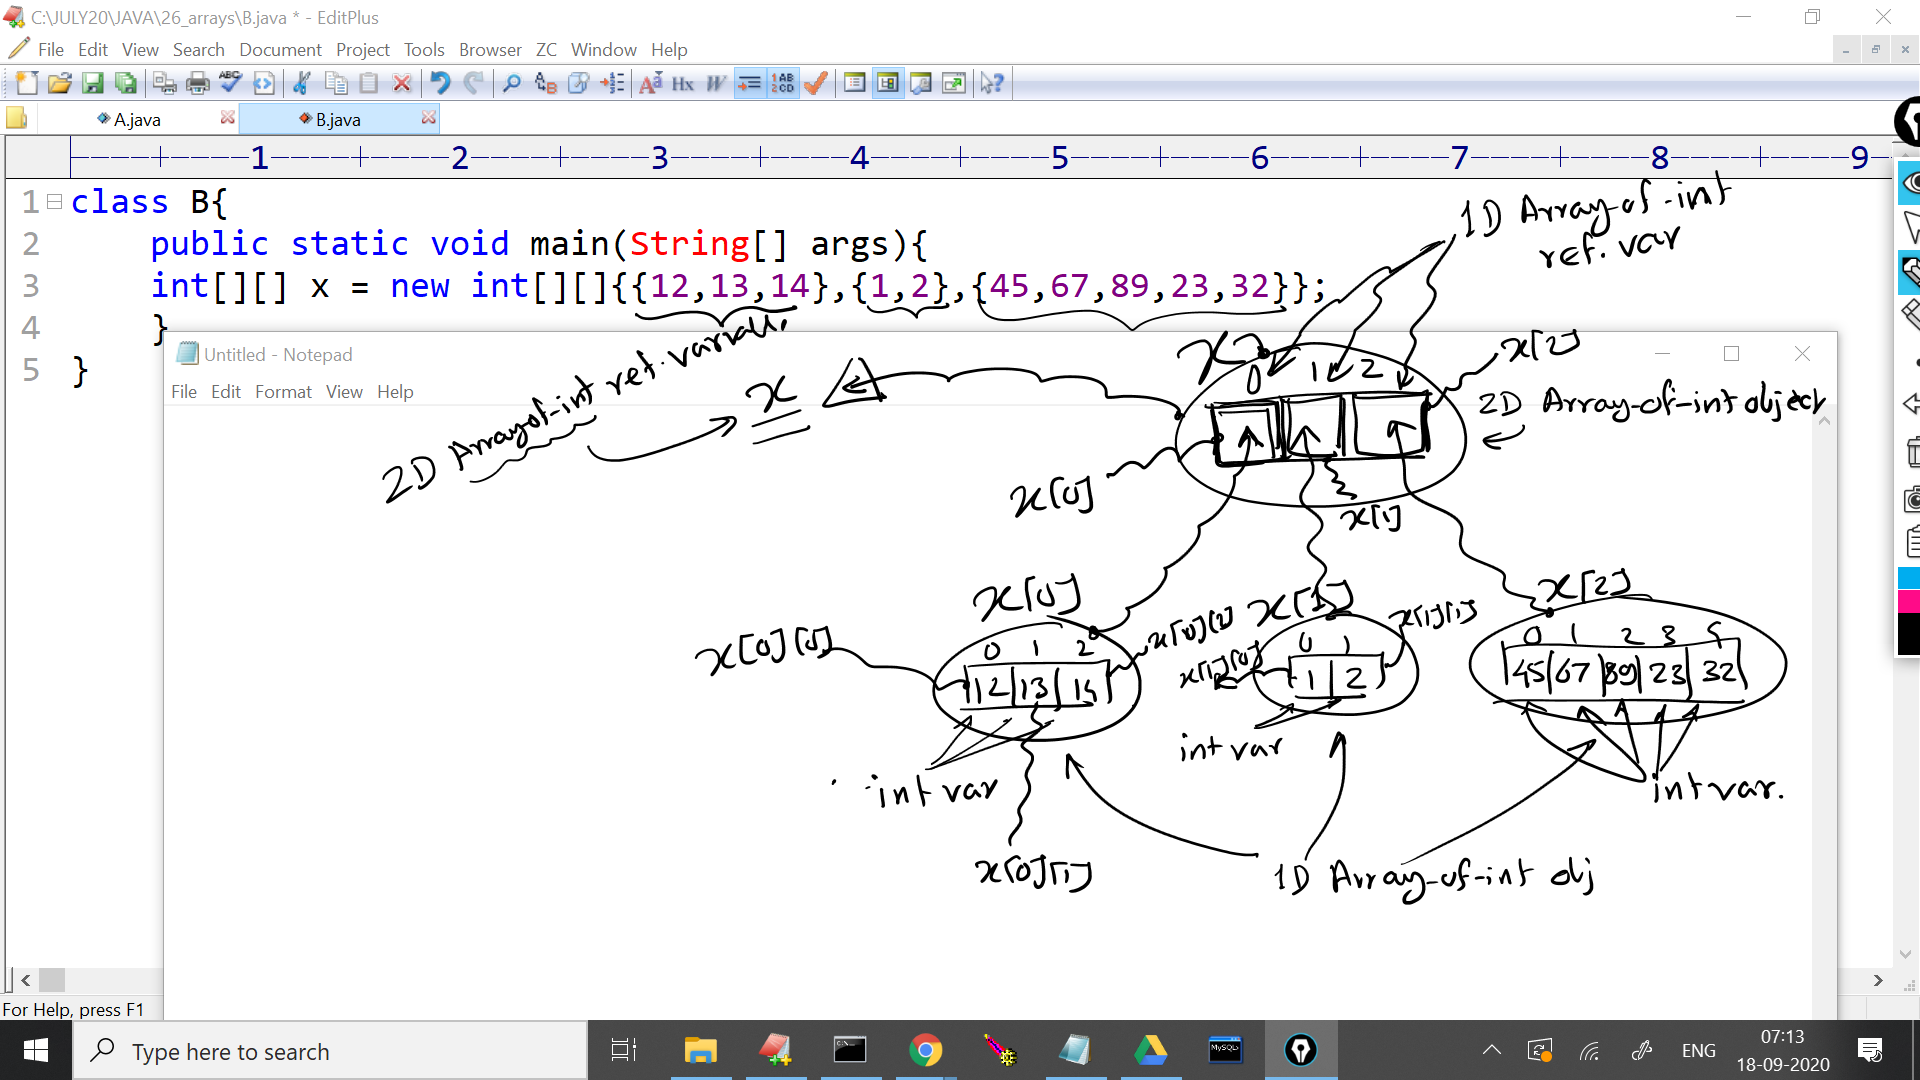 C:\JULY20\JAVA\26_arrays\B.java * - EditPlus
File Edit View Search Document Project Tools Browser ZC Window Help
A.java
B.java
1 2 3 4 5 6 7 8 9
1 class B{
2 public static void main(String[] args){
3 int[][] x = new int[][]{{12,13,14},{1,2},{45,67,89,23,32}};
4 }
5 }
1D Array-of-int
ref. var
Untitled - Notepad
File Edit Format View Help
2D Array-of-int ref. variable
x
x
0 1 2
x[2]
2D Array-of-int object
x[0]
x[1]
x[0]
x[1]
x[2]
x[0][0]
0 1 2
x[0][2]
12 13 14
x[1][0]
0 1
x[1][1]
1 2
0 1 2 3 4
45 67 89 23 32
int var
int var
int var.
x[0][1]
1D Array-of-int obj
For Help, press F1
Type here to search
MySQL
ENG
07:13
18-09-2020